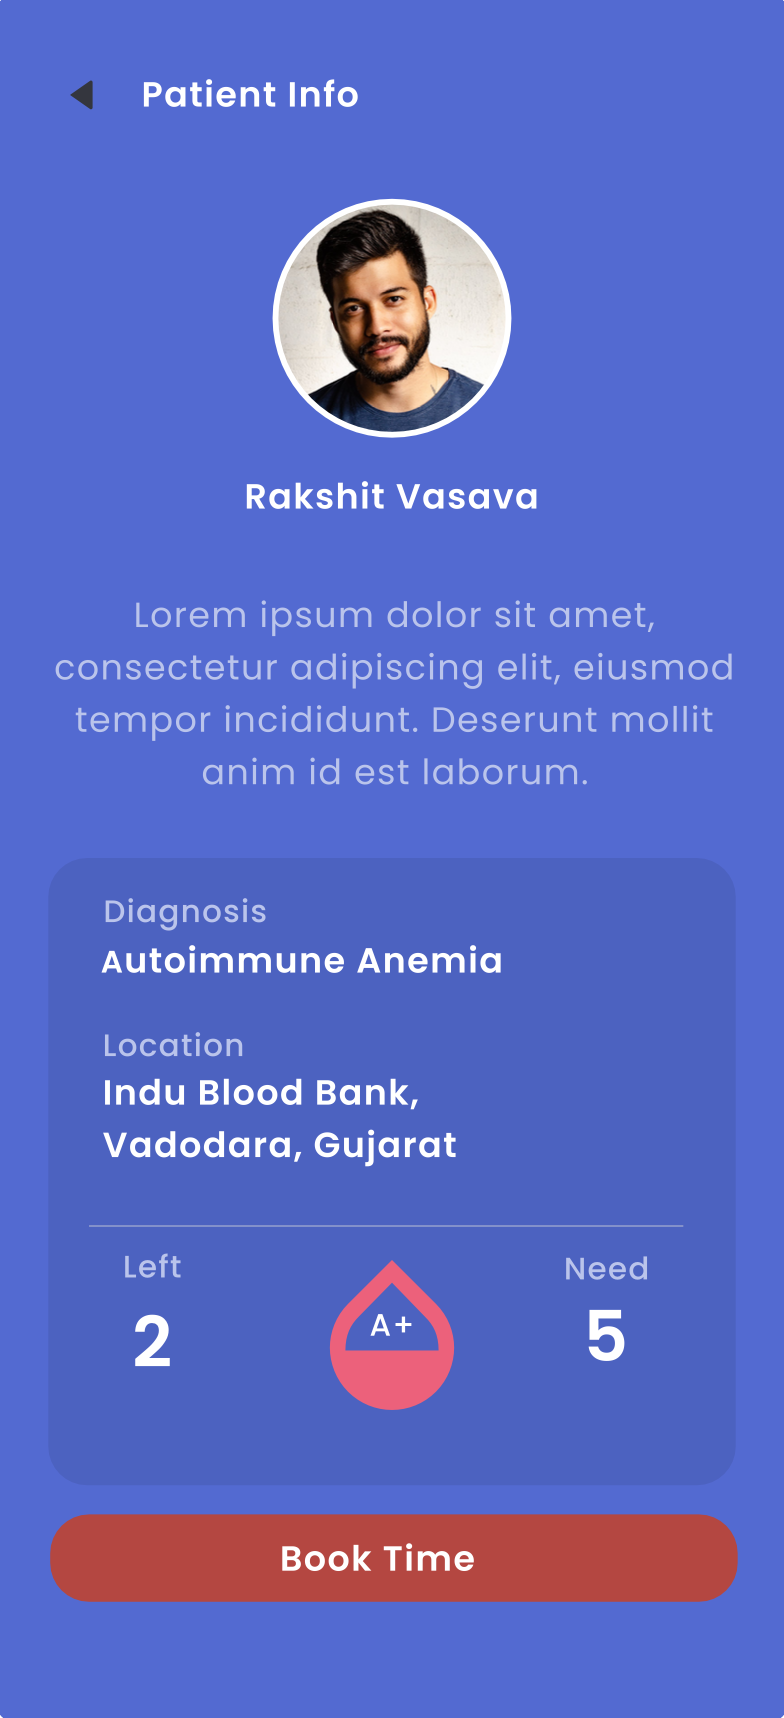 Patient Info
Rakshit Vasava
Lorem ipsum dolor sit amet,
consectetur adipiscing elit, eiusmod
tempor incididunt. Deserunt mollit
anim id est laborum.
Diagnosis
Autoimmune Anemia
Location
Indu Blood Bank,
Vadodara, Gujarat
Left
2
A+
Need
5
Book Time